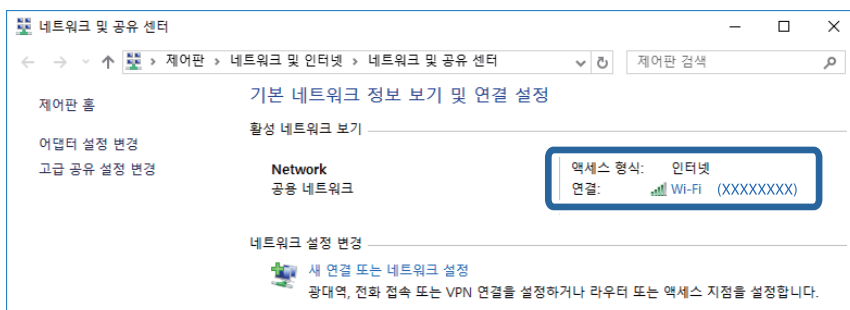 네트워크 및 공유 센터
제어판 > 네트워크 및 인터넷 > 네트워크 및 공유 센터
제어판 검색
제어판 홈
어댑터 설정 변경
고급 공유 설정 변경
기본 네트워크 정보 보기 및 연결 설정
활성 네트워크 보기
Network
공용 네트워크
액세스 형식: 인터넷
연결: Wi-Fi (XXXXXXXX)
네트워크 설정 변경
새 연결 또는 네트워크 설정
광대역, 전화 접속 또는 VPN 연결을 설정하거나 라우터 또는 액세스 지점을 설정합니다.